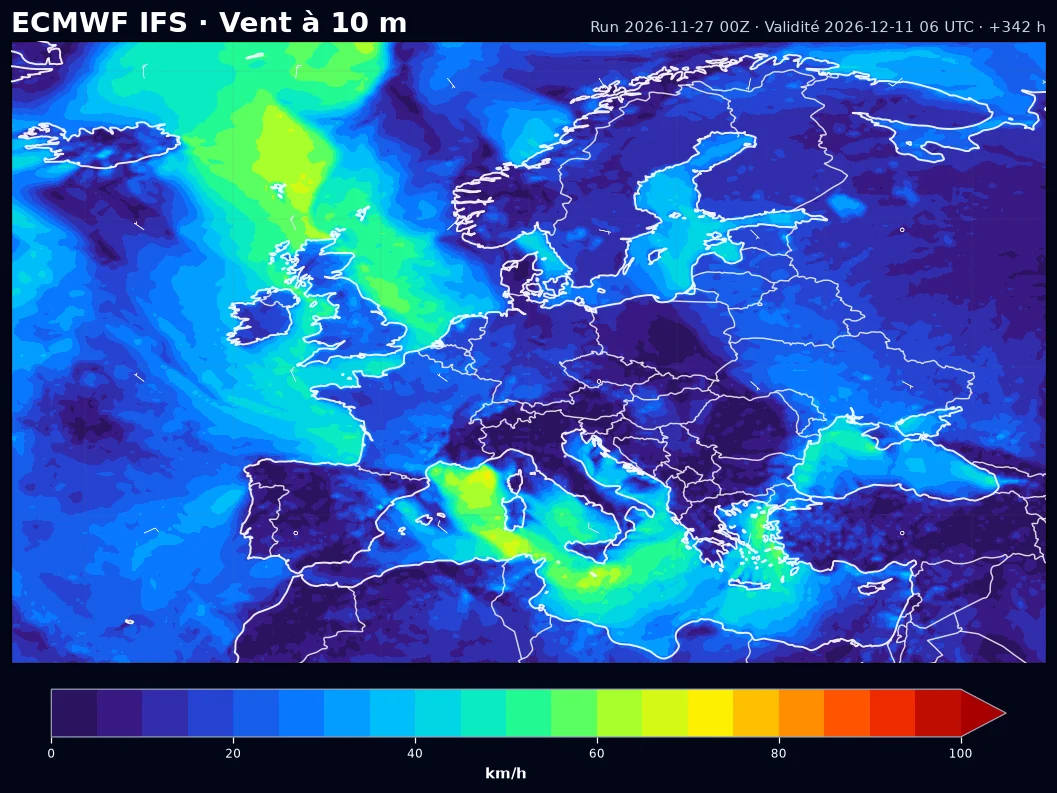 ECMWF IFS · Vent à 10 m
Run 2026-11-27 00Z · Validité 2026-12-11 06 UTC · +342 h
0 20 40 60 80 100
km/h